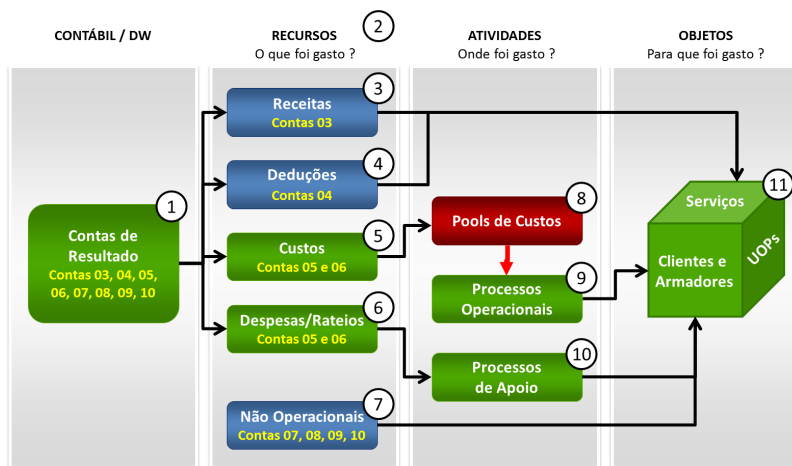 CONTÁBIL / DW
1
Contas de
Resultado
Contas 03, 04, 05,
06, 07, 08, 09, 10
RECURSOS
O que foi gasto ?
2
3
Receitas
Contas 03
4
Deduções
Contas 04
5
Custos
Contas 05 e 06
6
Despesas/Rateios
Contas 05 e 06
7
Não Operacionais
Contas 07, 08, 09, 10
ATIVIDADES
Onde foi gasto ?
8
Pools de Custos
9
Processos
Operacionais
10
Processos
de Apoio
OBJETOS
Para que foi gasto ?
11
Serviços
Clientes e
Armadores
UOPs